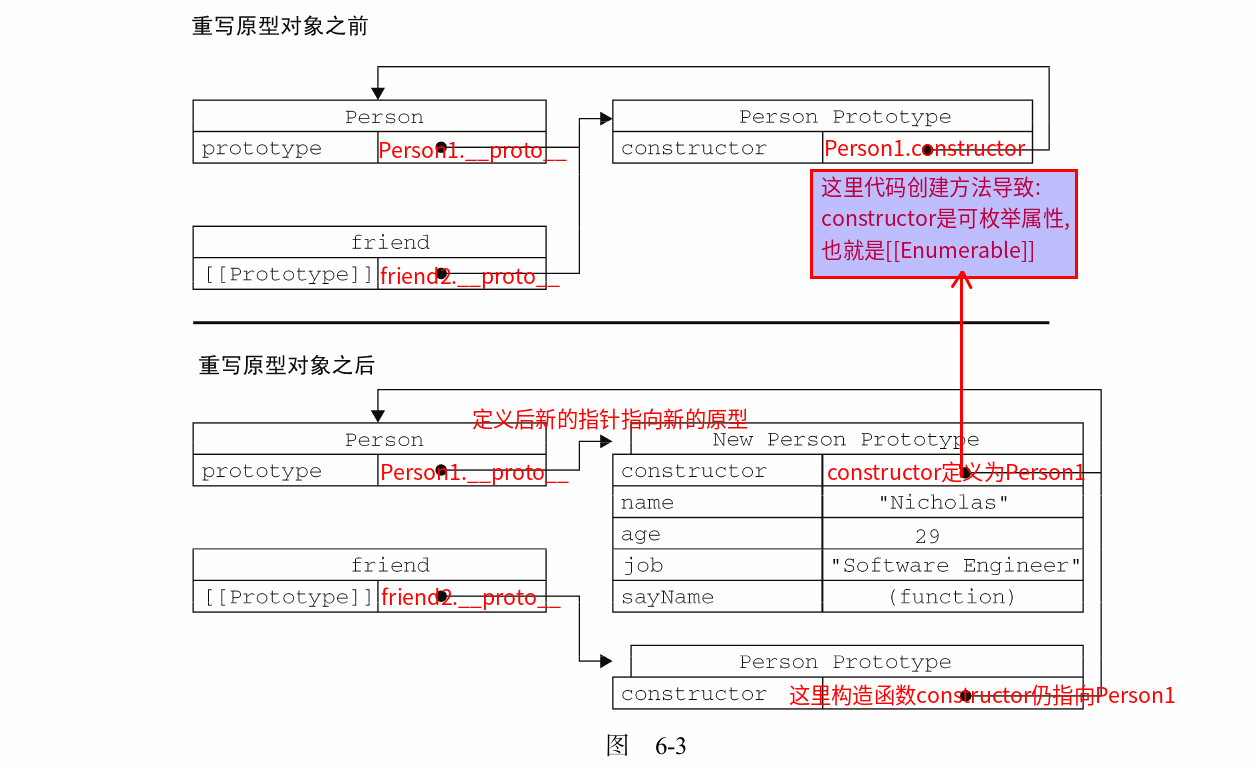 重写原型对象之前
Person
Person Prototype
prototype
Person1.__proto__
constructor
Person1.constructor
这里代码创建方法导致:
constructor是可枚举属性,
也就是[[Enumerable]]
friend
[[Prototype]]
friend2.__proto__
重写原型对象之后
定义后新的指针指向新的原型
Person
New Person Prototype
prototype
Person1.__proto__
constructor
constructor定义为Person1
name
"Nicholas"
age
29
friend
job
"Software Engineer"
[[Prototype]]
friend2.__proto__
sayName
(function)
Person Prototype
constructor
这里构造函数constructor仍指向Person1
图 6-3